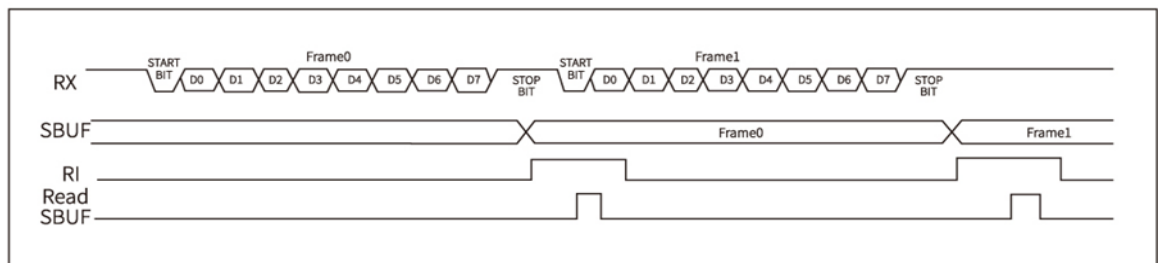 Frame0 Frame1
RX START BIT D0 D1 D2 D3 D4 D5 D6 D7 STOP BIT START BIT D0 D1 D2 D3 D4 D5 D6 D7 STOP BIT
SBUF Frame0 Frame1
RI
Read
SBUF